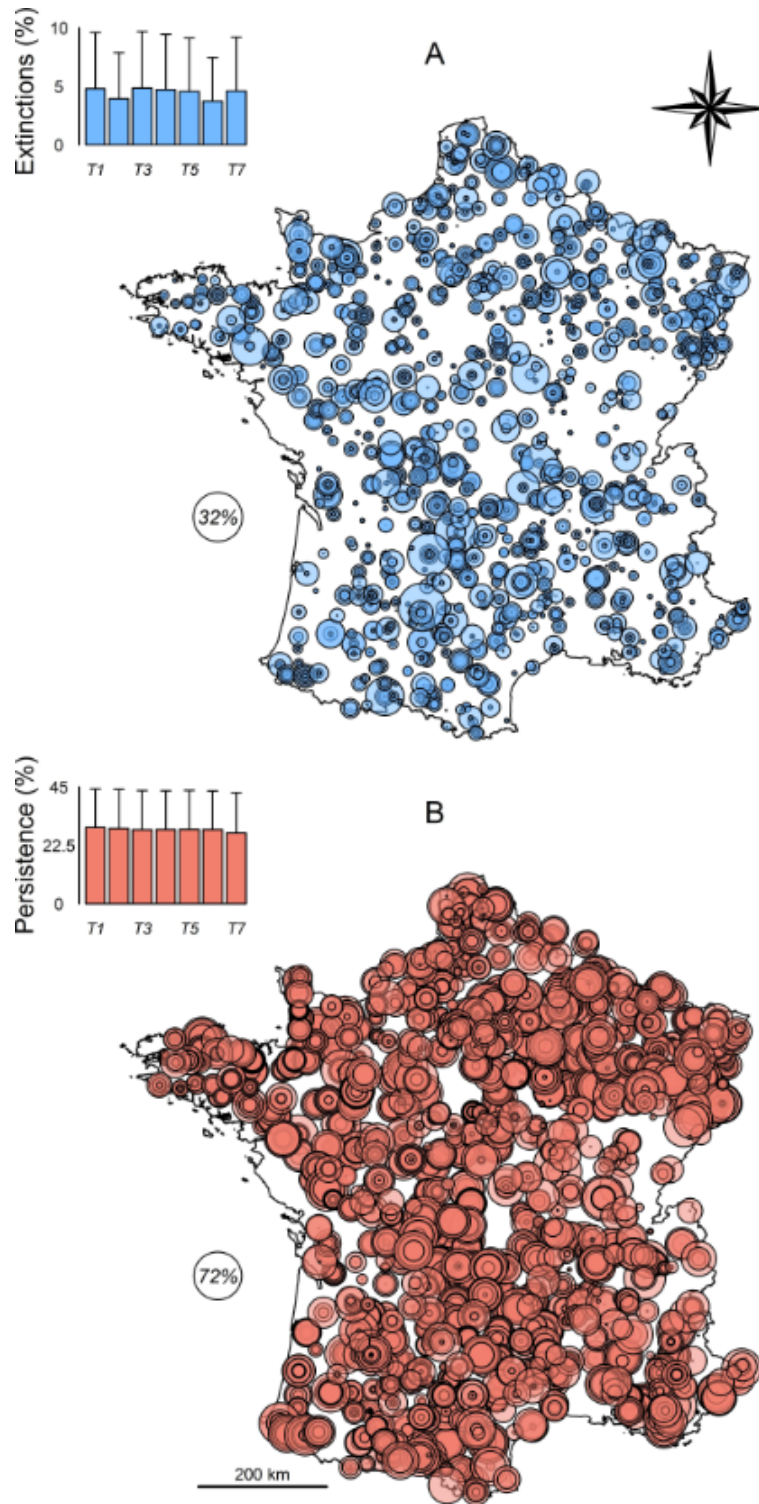 Extinctions (%)
10
5
0
T1 T3 T5 T7
A
32%
Persistence (%)
45
22.5
0
T1 T3 T5 T7
B
72%
200 km